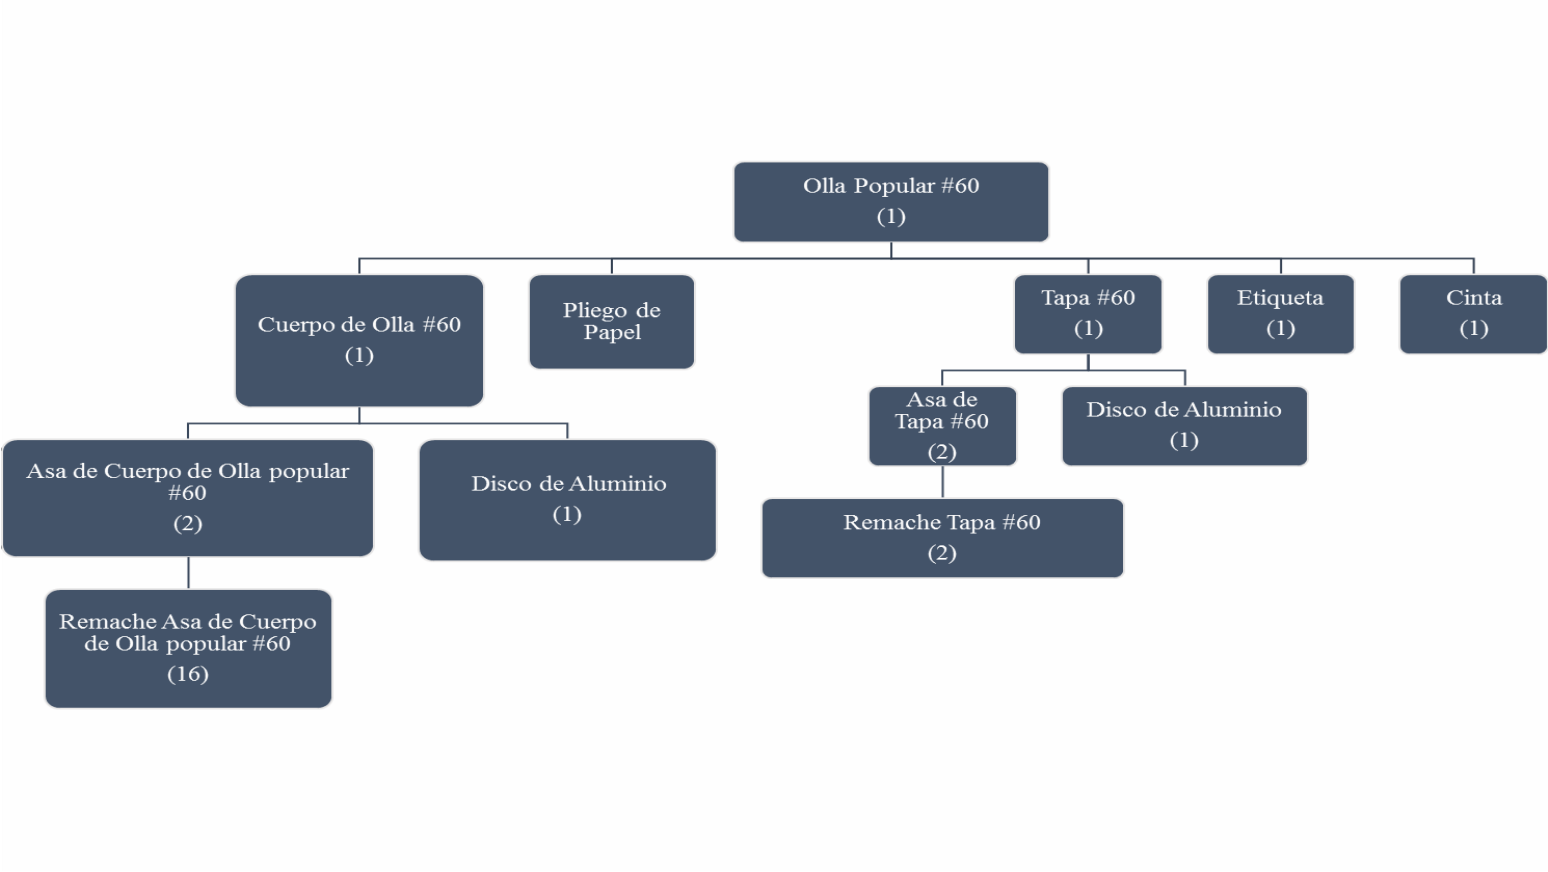 Olla Popular #60
(1)
Cuerpo de Olla #60
(1)
Pliego de
Papel
Tapa #60
(1)
Etiqueta
(1)
Cinta
(1)
Asa de Cuerpo de Olla popular
#60
(2)
Disco de Aluminio
(1)
Asa de
Tapa #60
(2)
Disco de Aluminio
(1)
Remache Asa de Cuerpo
de Olla popular #60
(16)
Remache Tapa #60
(2)